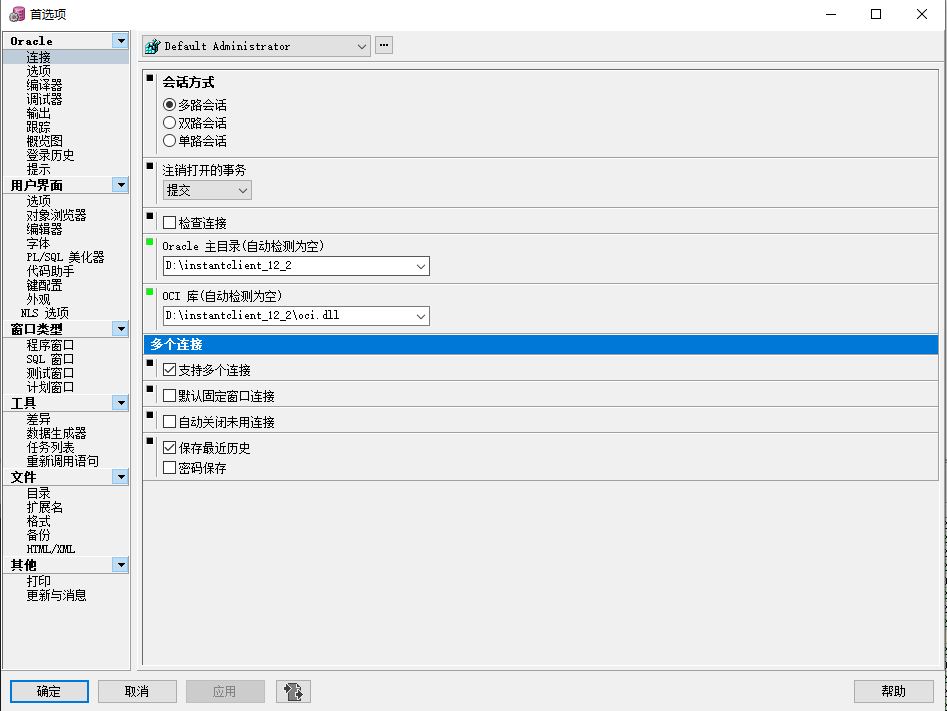 首选项
Oracle
连接
选项
编译器
调试器
输出
跟踪
概览图
登录历史
提示
用户界面
选项
对象浏览器
编辑器
字体
PL/SQL 美化器
代码助手
键配置
外观
NLS 选项
窗口类型
程序窗口
SQL 窗口
测试窗口
计划窗口
工具
差异
数据生成器
任务列表
重新调用语句
文件
目录
扩展名
格式
备份
HTML/XML
其他
打印
更新与消息
Default Administrator
会话方式
多路会话
双路会话
单路会话
注销打开的事务
提交
检查连接
Oracle 主目录(自动检测为空)
D:\instantclient_12_2
OCI 库(自动检测为空)
D:\instantclient_12_2\oci.dll
多个连接
支持多个连接
默认固定窗口连接
自动关闭未用连接
保存最近历史
密码保存
确定
取消
应用
帮助